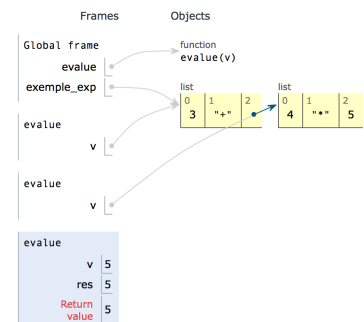 Frames Objects
Global frame
function
evalue(v)
evalue
exemple_exp
list
0 1 2
3 "+"
list
0 1 2
4 "*" 5
evalue
v
evalue
v
evalue
v 5
res 5
Return
value 5